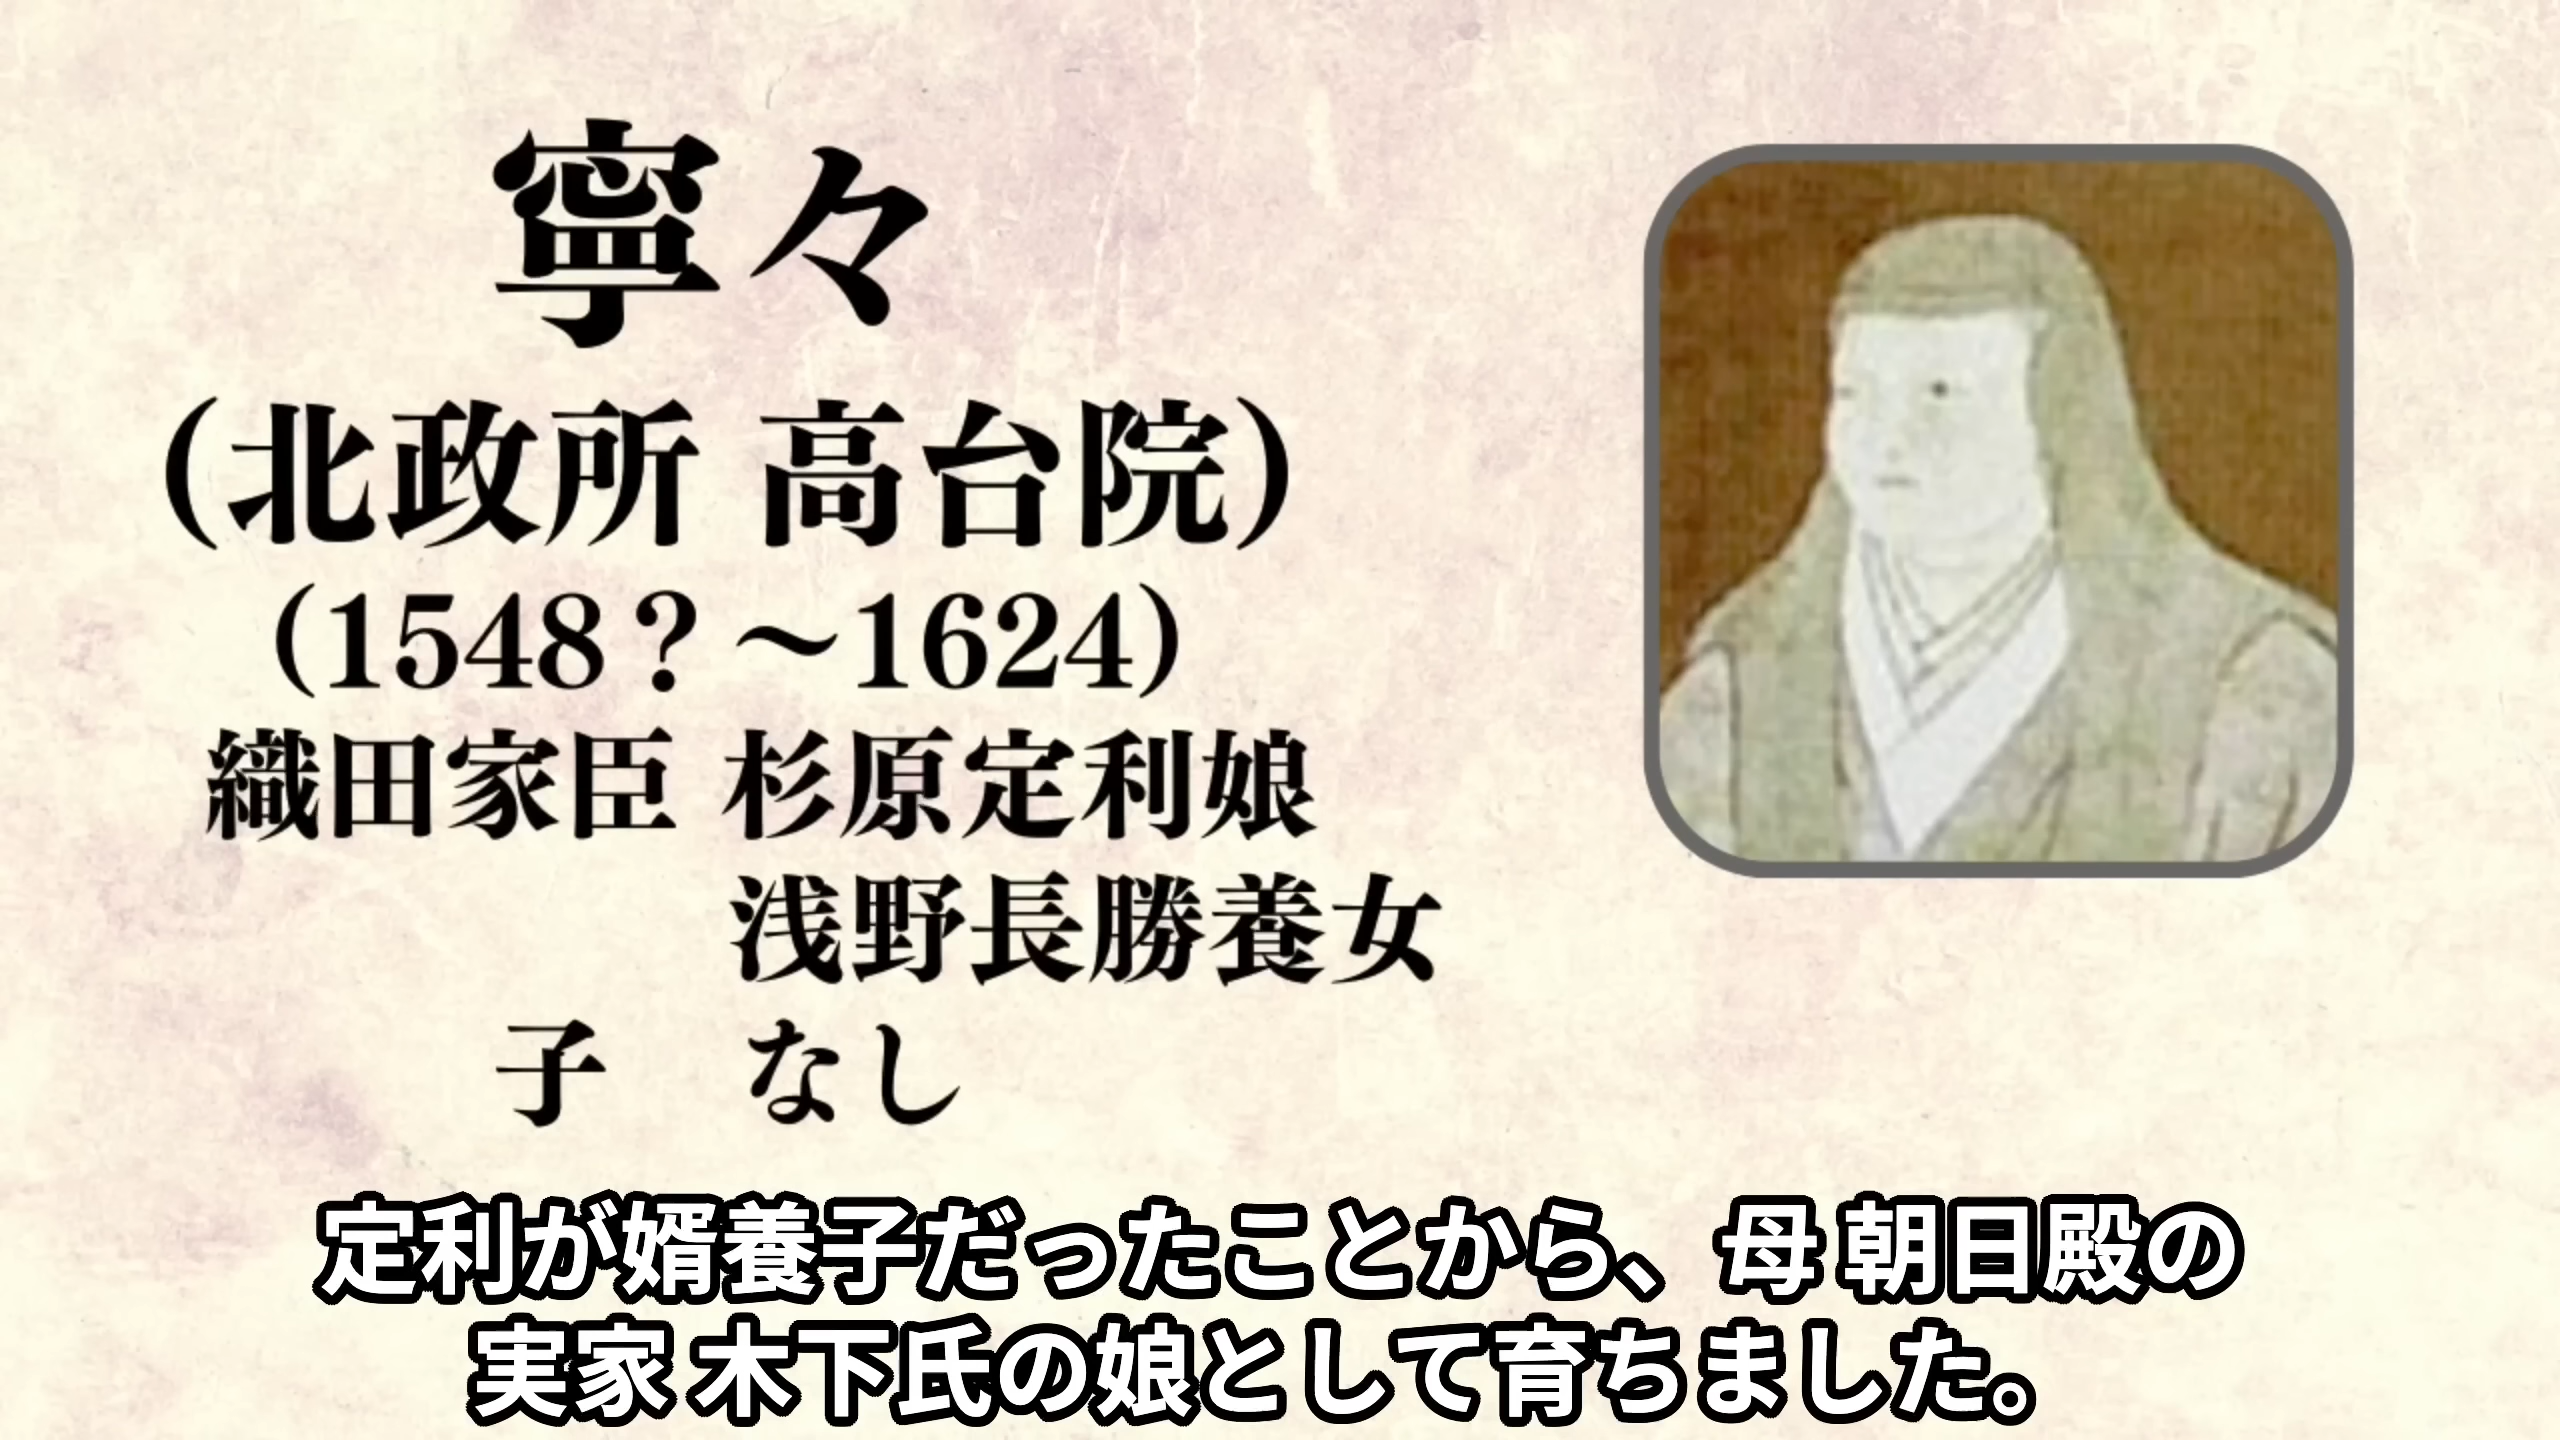 寧々
(北政所 高台院)
(1548？～1624)
織田家臣 杉原定利娘
浅野長勝養女
子　なし
定利が婿養子だったことから、母 朝日殿の
実家 木下氏の娘として育ちました。